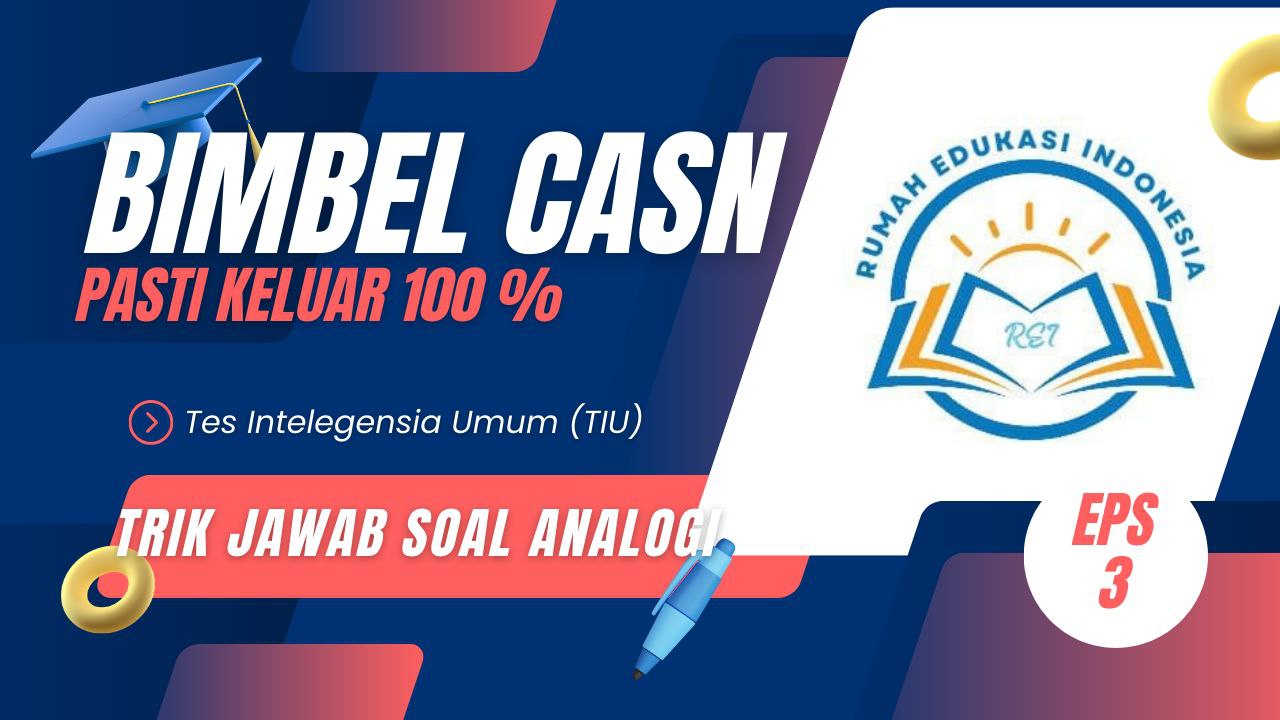 BIMBEL CASN
PASTI KELUAR 100 %
Tes Intelegensia Umum (TIU)
TRIK JAWAB SOAL ANALOGI
RUMAH EDUKASI INDONESIA
REI
EPS
3